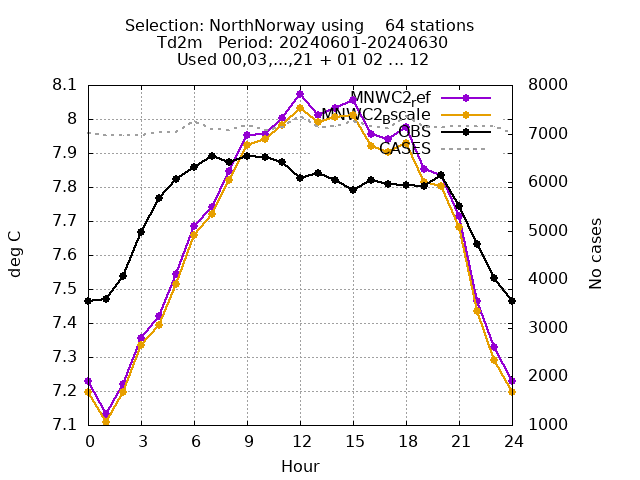 Selection: NorthNorway using    64 stations
Td2m   Period: 20240601-20240630
Used 00,03,...,21 + 01 02 ... 12
8.1
8
7.9
7.8
7.7
7.6
7.5
7.4
7.3
7.2
7.1
8000
7000
6000
5000
4000
3000
2000
1000
MNWC2ref
MNWC2Bscale
OBS
CASES
deg C
No cases
0 3 6 9 12 15 18 21 24
Hour